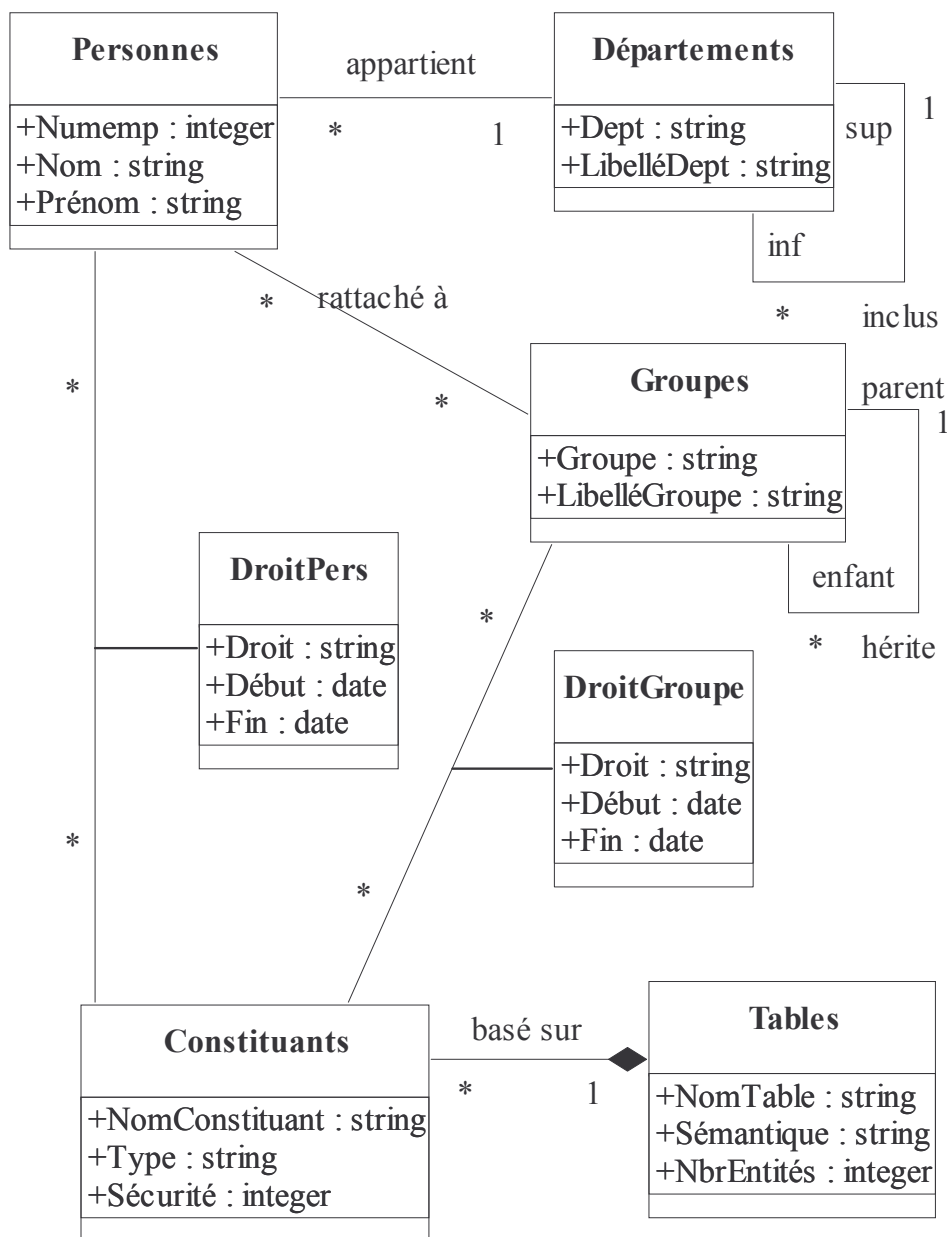 Personnes
+Numemp : integer
+Nom : string
+Prénom : string
appartient
*
1
Départements
+Dept : string
+LibelléDept : string
sup
1
inf
*
inclus
*
rattaché à
*
Groupes
+Groupe : string
+LibelléGroupe : string
parent
1
enfant
*
hérite
*
DroitPers
+Droit : string
+Début : date
+Fin : date
*
*
DroitGroupe
+Droit : string
+Début : date
+Fin : date
*
Constituants
+NomConstituant : string
+Type : string
+Sécurité : integer
basé sur
*
1
Tables
+NomTable : string
+Sémantique : string
+NbrEntités : integer